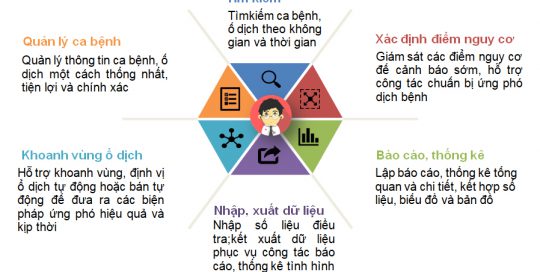 Tìm kiếm
Tìmkiếm ca bệnh,
ổ dịch theo không
gian và thời gian
Quản lý ca bệnh
Quản lý thông tin ca bệnh, ổ
dịch một cách thống nhất,
tiện lợi và chính xác
Xác định điểm nguy cơ
Giám sát các điểm nguy cơ
để cảnh báo sớm, hỗ trợ
công tác chuẩn bị ứng phó
dịch bệnh
Khoanh vùng ổ dịch
Hỗ trợ khoanh vùng, định vị
ổ dịch tự động hoặc bán tự
động để đưa ra các biện
pháp ứng phó hiệu quả và
kịp thời
Báo cáo, thống kê
Lập báo cáo, thống kê tổng
quan và chi tiết, kết hợp số
liệu, biểu đồ và bản đồ
Nhập, xuất dữ liệu
Nhập số liệu điều
tra;kết xuất dữ liệu
phục vụ công tác báo
cáo, thống kê tình hình